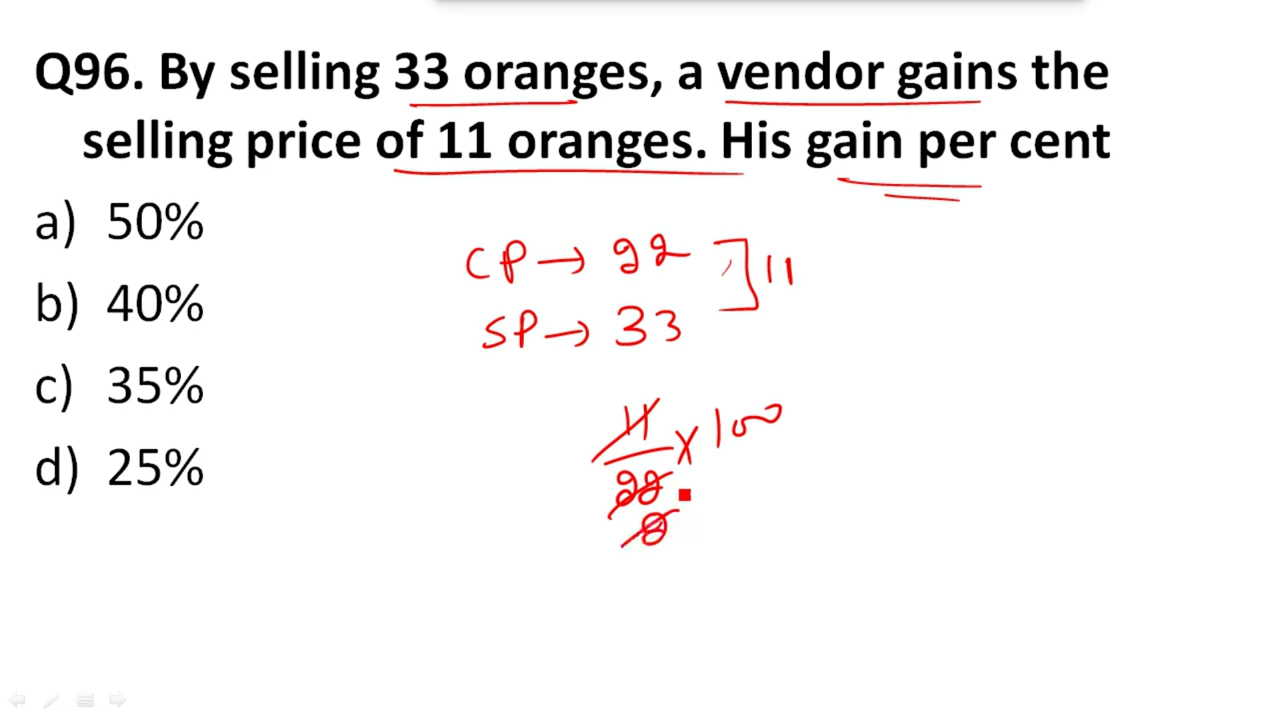 Q96. By selling 33 oranges, a vendor gains the
selling price of 11 oranges. His gain per cent
a) 50%
b) 40%
c) 35%
d) 25%
CP → 22
SP → 33
11
11
× 100
22
2